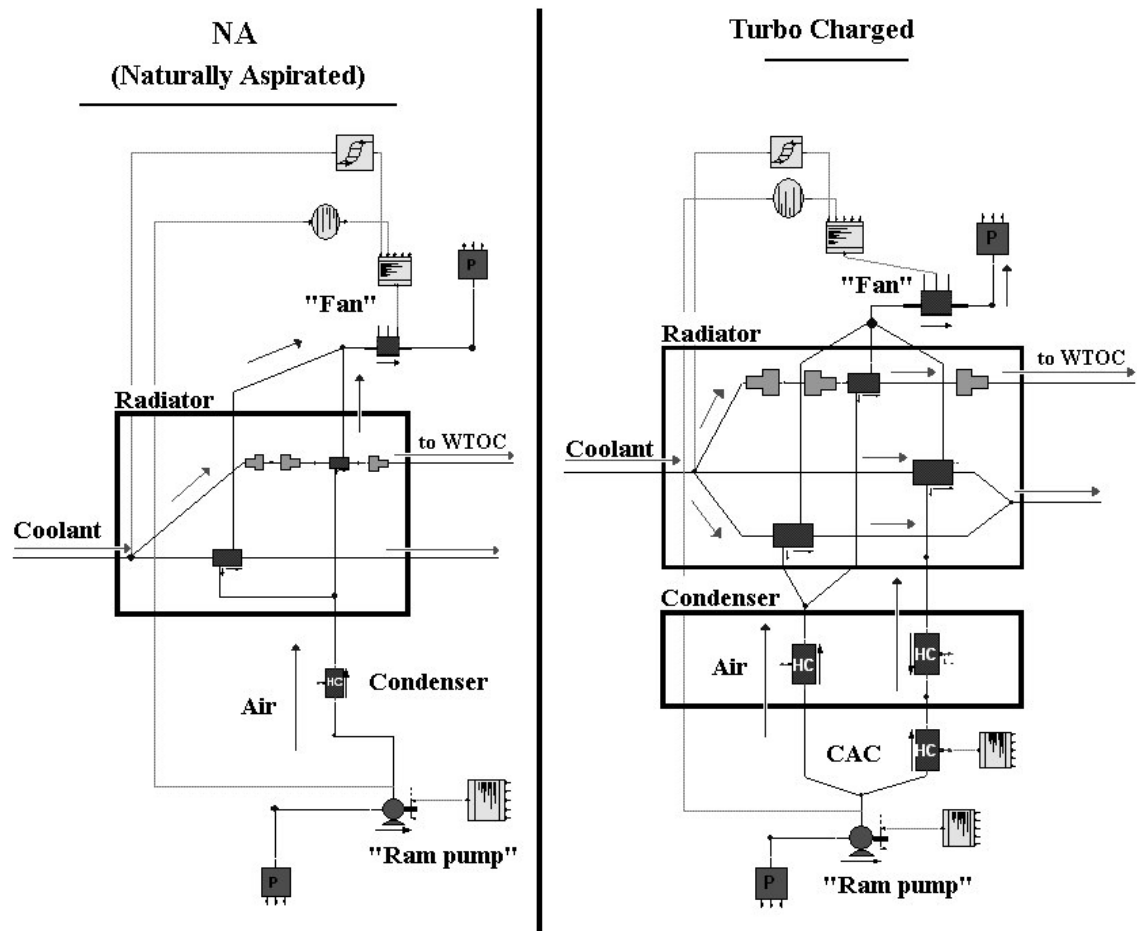 NA
(Naturally Aspirated)
"Fan"
P
Radiator
to WTOC
Coolant
HC
Condenser
Air
"Ram pump"
P
Turbo Charged
P
"Fan"
Radiator
to WTOC
Coolant
Condenser
Air
HC
HC
CAC
HC
"Ram pump"
P